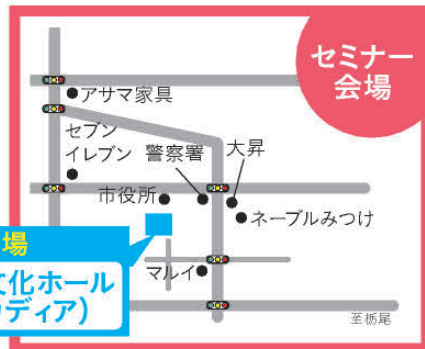 セミナー
会場
アサマ家具
セブン
イレブン
警察署
大昇
市役所
ネーブルみつけ
場
文化ホール
ディア）
マルイ
至栃尾